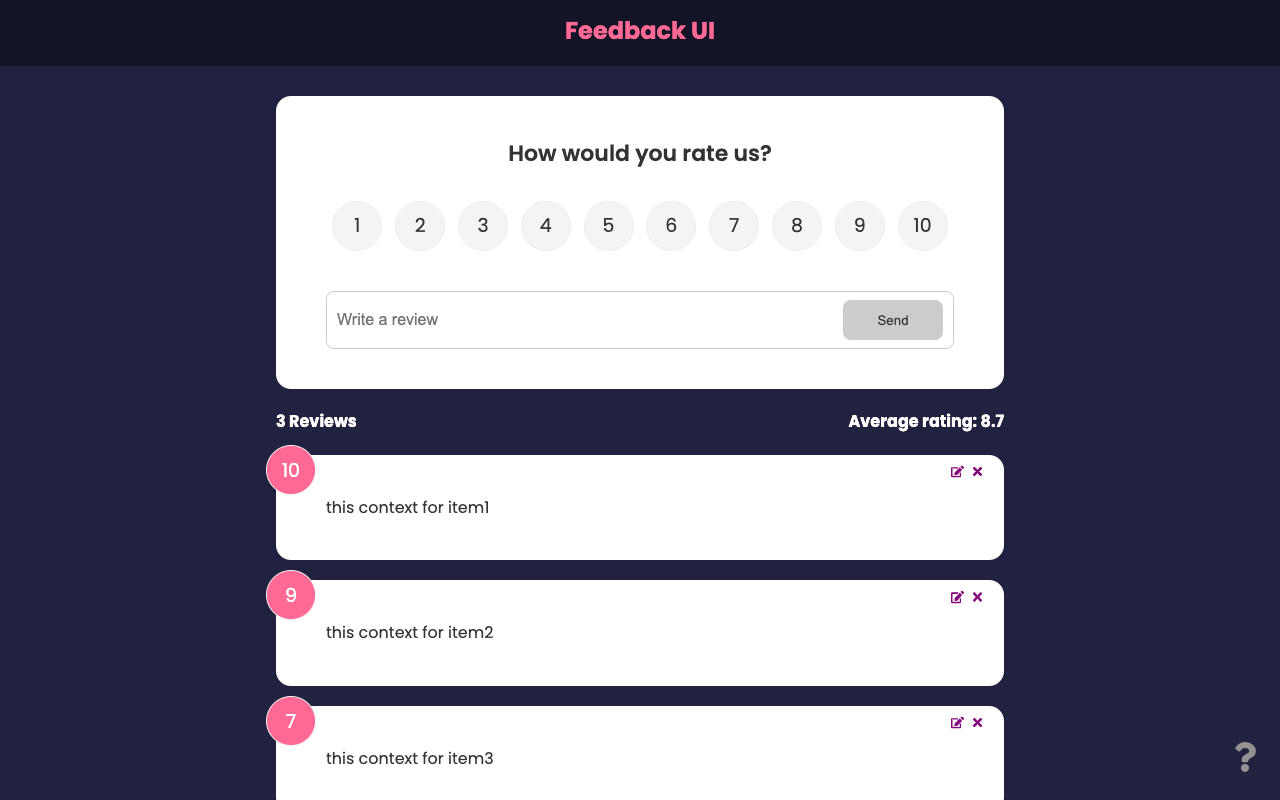 Feedback UI
How would you rate us?
1 2 3 4 5 6 7 8 9 10
Write a review Send
3 Reviews Average rating: 8.7
10
this context for item1
9
this context for item2
7
this context for item3
?